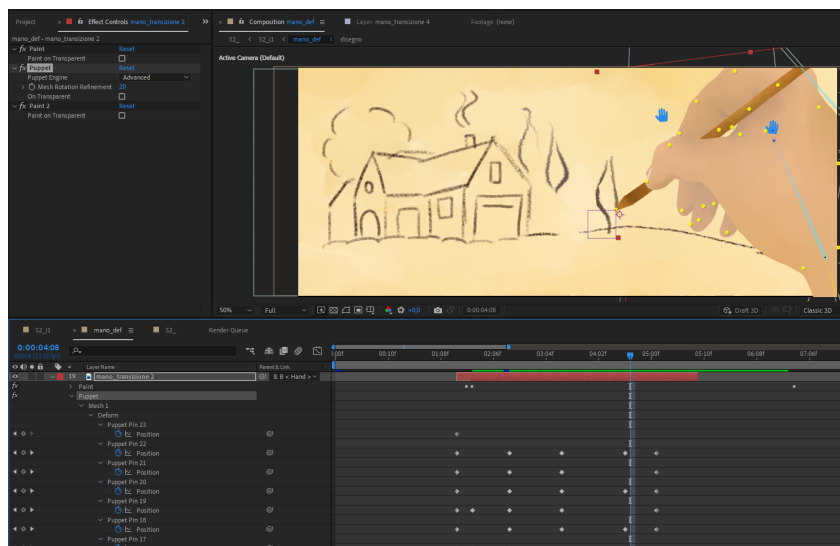 Project × Effect Controls mano_transizione 2 » × Composition mano_def Layer mano_transizione 4 Footage (none)
mano_def · mano_transizione 2 S2_ < S2_I1 < mano_def < disegno
fx Paint Reset
Paint on Transparent
fx Puppet Reset
Puppet Engine Advanced
Mesh Rotation Refinement 20
On Transparent
fx Paint 2 Reset
Paint on Transparent
Active Camera (Default)
50% Full +0,0 0:00:04:08 Draft 3D Classic 3D
S2_I1 × mano_def S2_ Render Queue
0:00:04:08
:00f 00:10f 01:08f 02:06f 03:04f 04:02f 05:00f 05:10f 06:08f 07:06f
# Layer Name Parent & Link
19 mano_transizione 2 8. B < Hand >
fx Paint
fx Puppet
Mesh 1
Deform
Puppet Pin 23
Position
Puppet Pin 22
Position
Puppet Pin 21
Position
Puppet Pin 20
Position
Puppet Pin 19
Position
Puppet Pin 18
Position
Puppet Pin 17